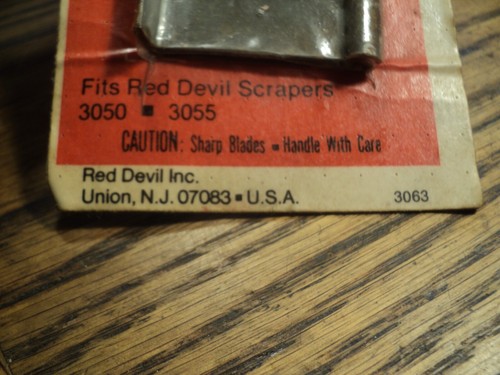 Fits Red Devil Scrapers
3050 ▪ 3055
CAUTION: Sharp Blades ▪ Handle With Care
Red Devil Inc.
Union, N.J. 07083 ▪ U.S.A.
3063